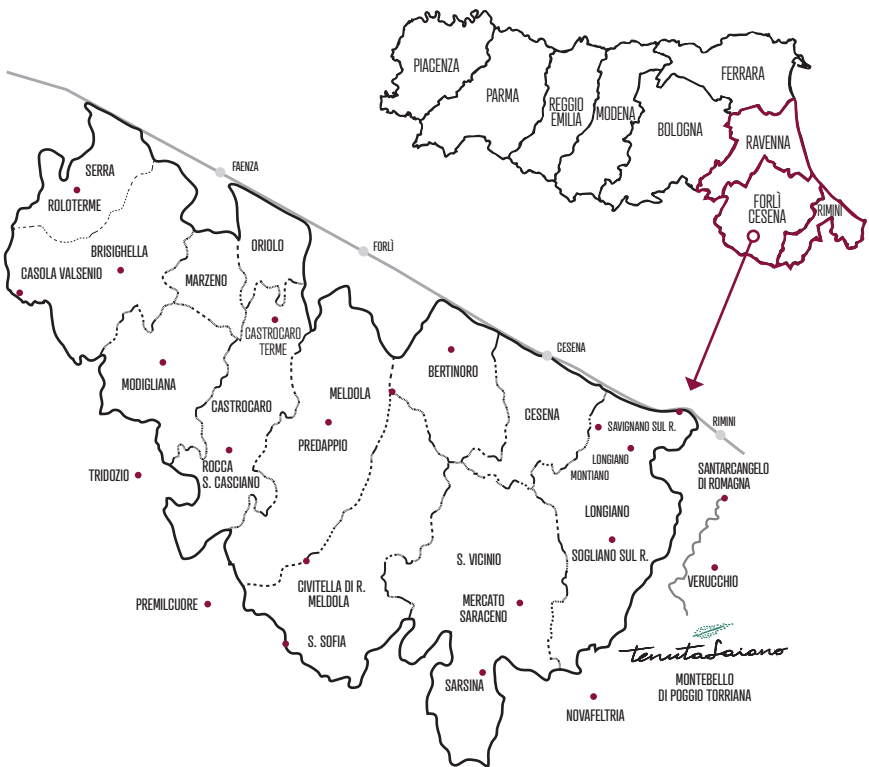 PIACENZA
PARMA
REGGIO
EMILIA
MODENA
BOLOGNA
FERRARA
RAVENNA
FORLÌ
CESENA
RIMINI
FAENZA
SERRA
ROLOTERME
BRISIGHELLA
CASOLA VALSENIO
MARZENO
ORIOLO
FORLÌ
CASTROCARO
TERME
MODIGLIANA
CASTROCARO
MELDOLA
PREDAPPIO
BERTINORO
CESENA
CESENA
SAVIGNANO SUL R.
RIMINI
LONGIANO
MONTIANO
TRIDOZIO
ROCCA
S. CASCIANO
SANTARCANGELO
DI ROMAGNA
LONGIANO
SOGLIANO SUL R.
S. VICINIO
VERUCCHIO
CIVITELLA DI R.
MELDOLA
MERCATO
SARACENO
PREMILCUORE
S. SOFIA
SARSINA
tenutasaiano
MONTEBELLO
DI POGGIO TORRIANA
NOVAFELTRIA